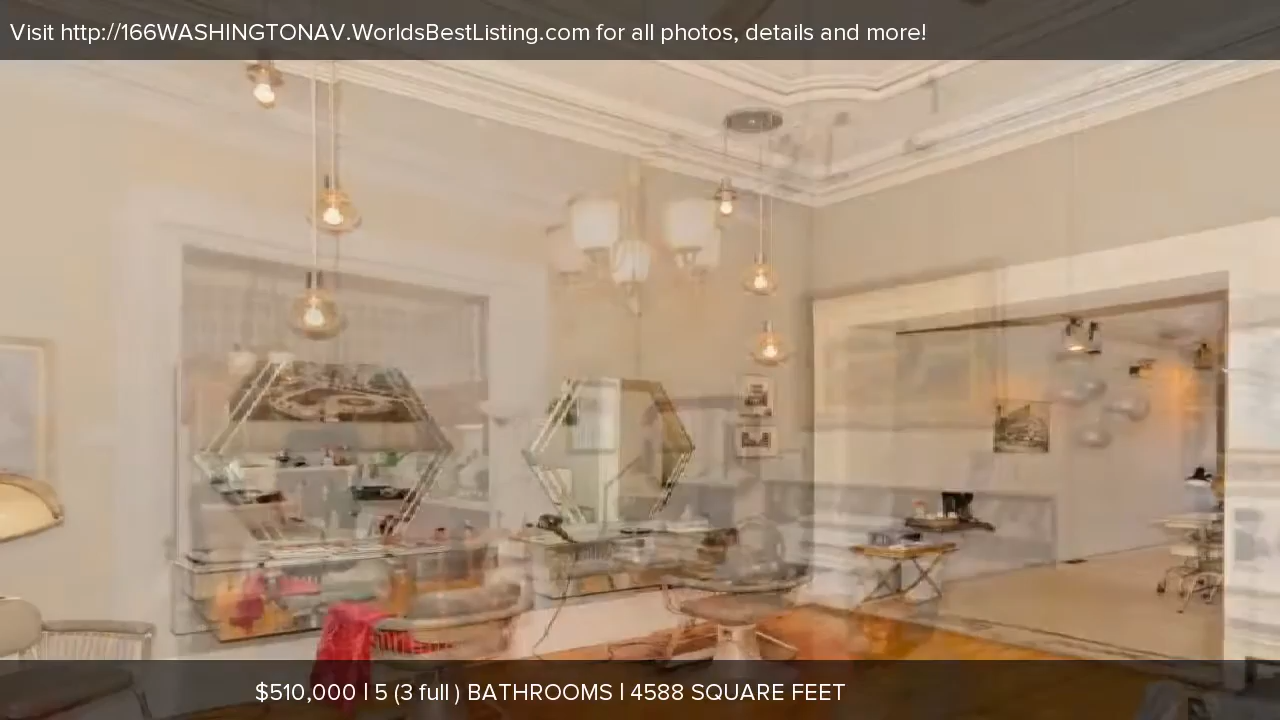 Visit http://166WASHINGTONAV.WorldsBestListing.com for all photos, details and more!
$510,000 | 5 (3 full ) BATHROOMS | 4588 SQUARE FEET